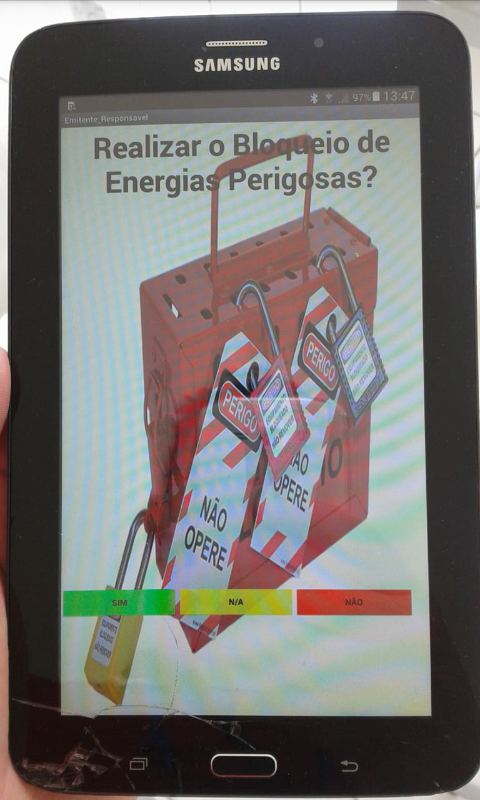 SAMSUNG
97% 13:47
Emitente_Responsavel
Realizar o Bloqueio de
Energias Perigosas?
PERIGO
PERIGO
NÃO
OPERE
NÃO
OPERE
SIM
N/A
NÃO